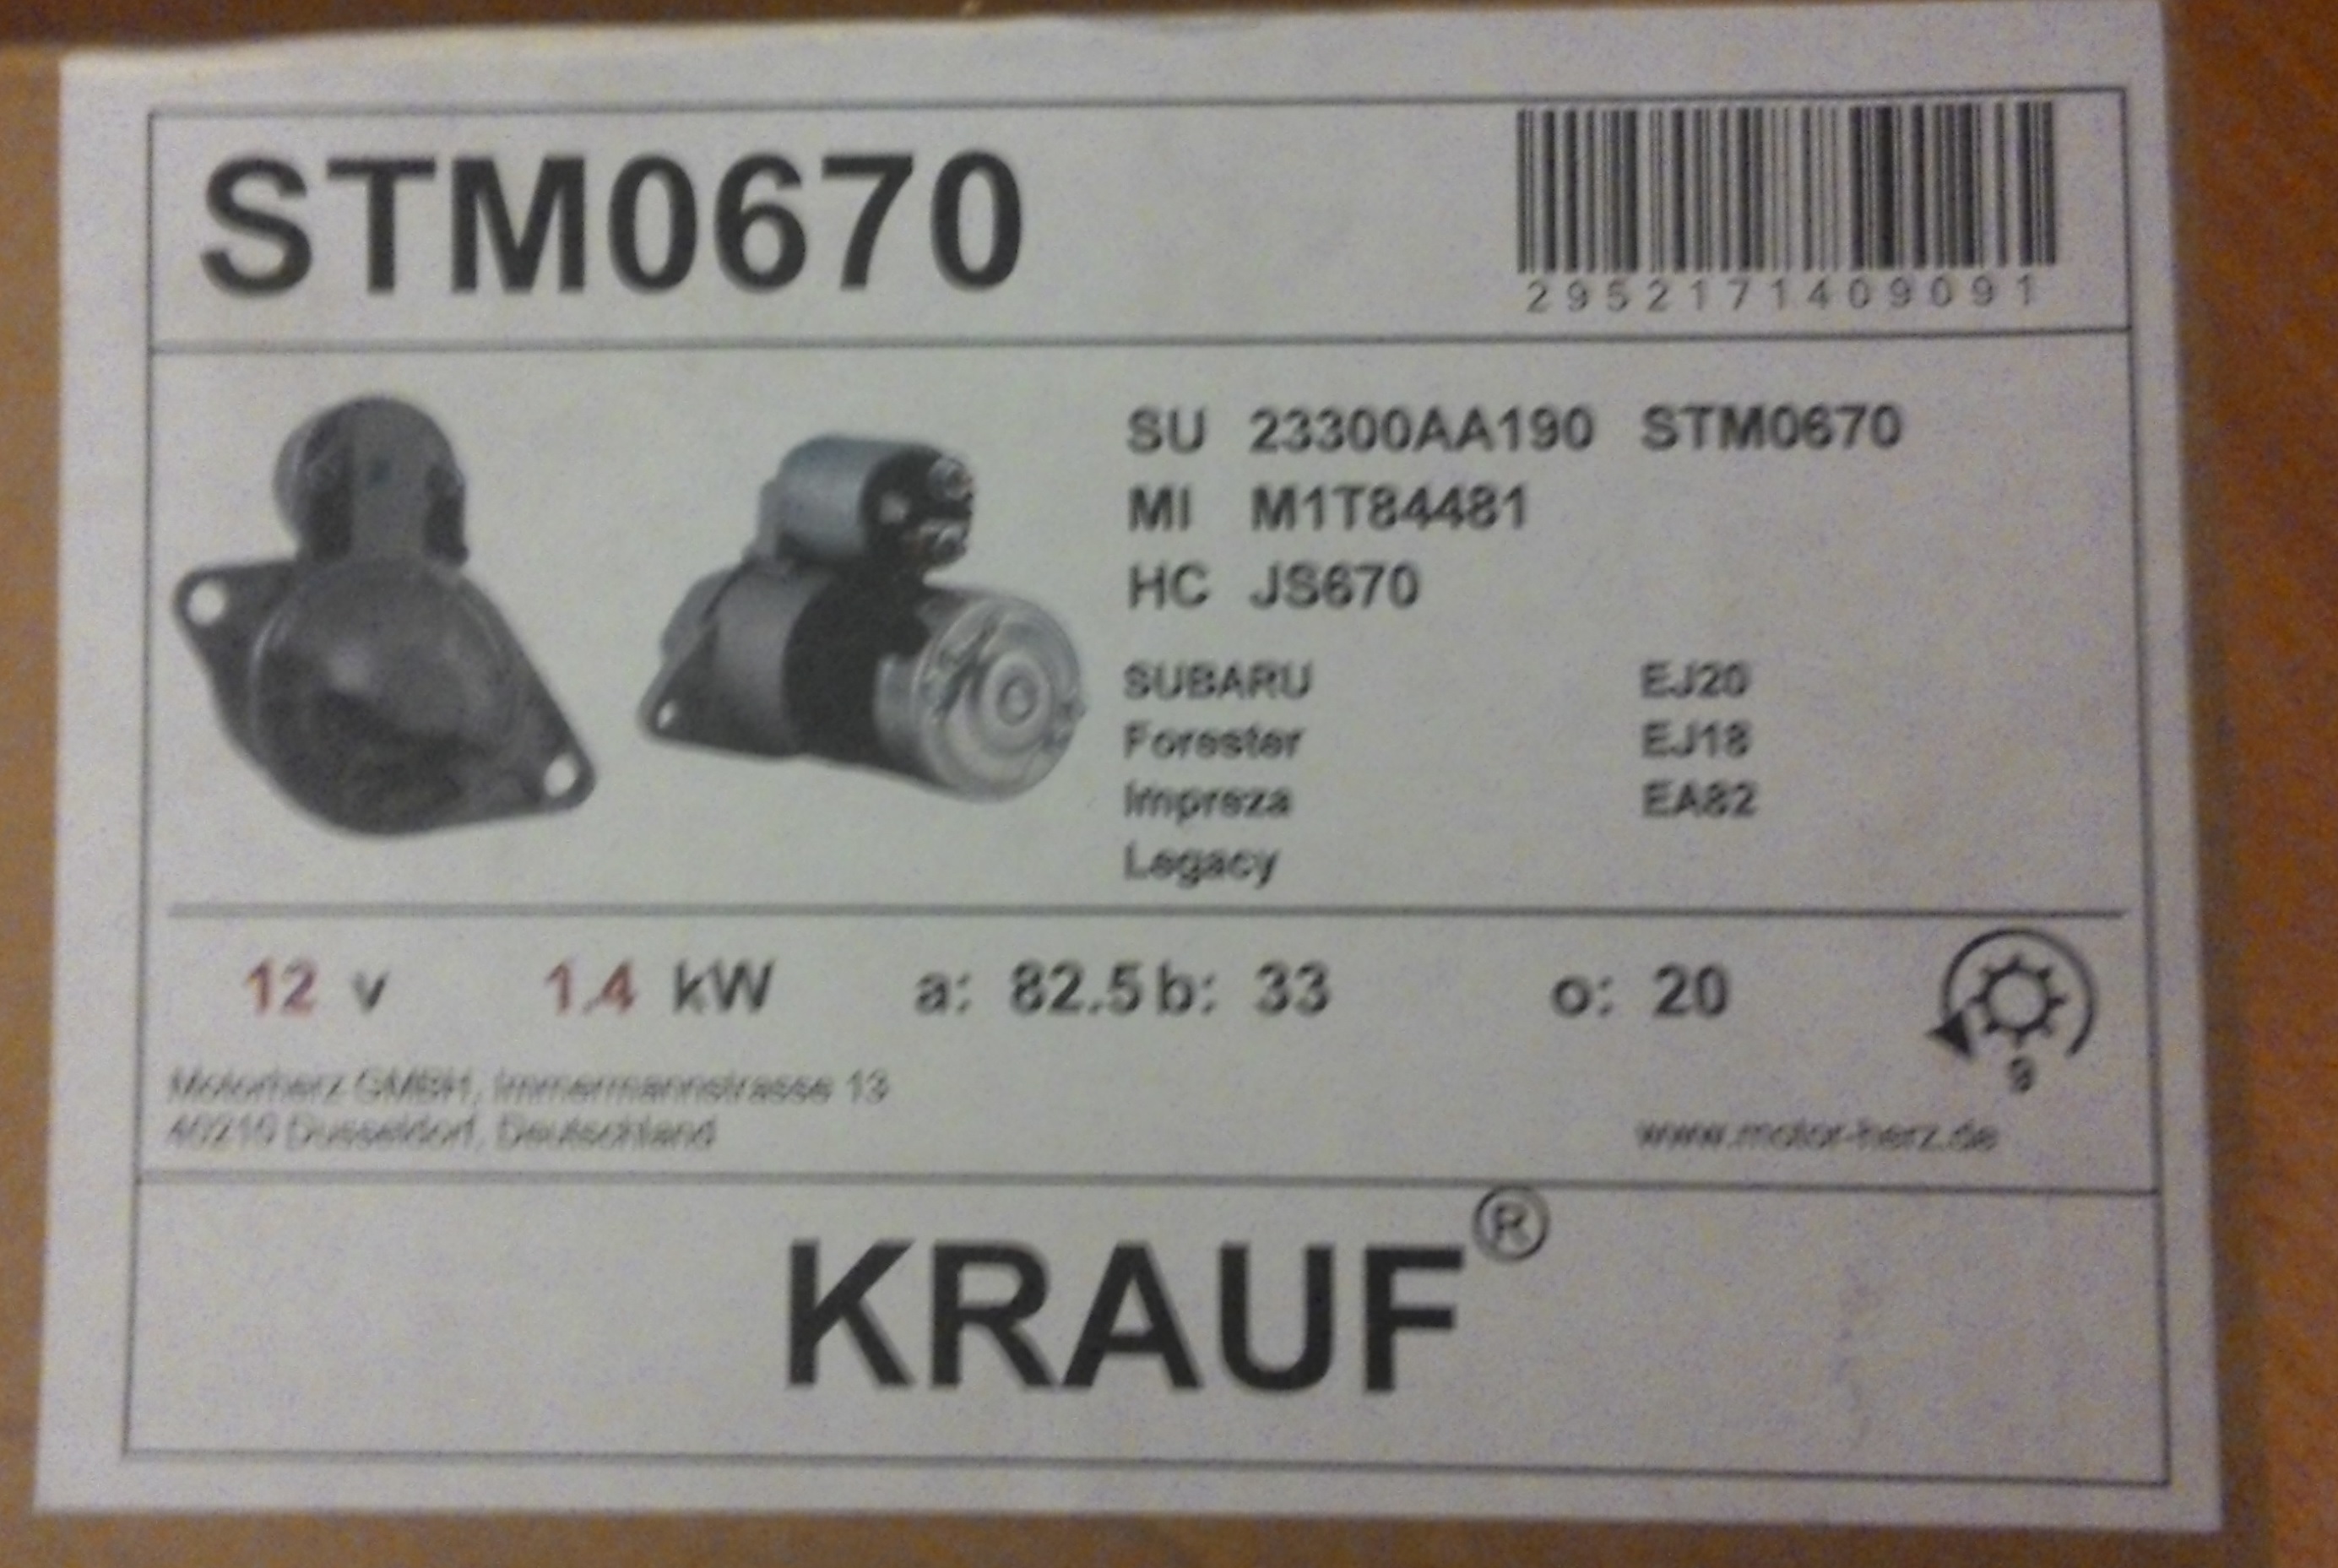 STM0670
2952171409091
SU 23300AA190 STM0670
MI M1T84481
HC JS670
SUBARU EJ20
Forester EJ18
Impreza EA82
Legacy
12 v 1.4 kW a: 82.5 b: 33 o: 20
9
Motorherz GMBH, Immermannstrasse 13
40210 Dusseldorf, Deutschland
www.motor-herz.de
KRAUF®